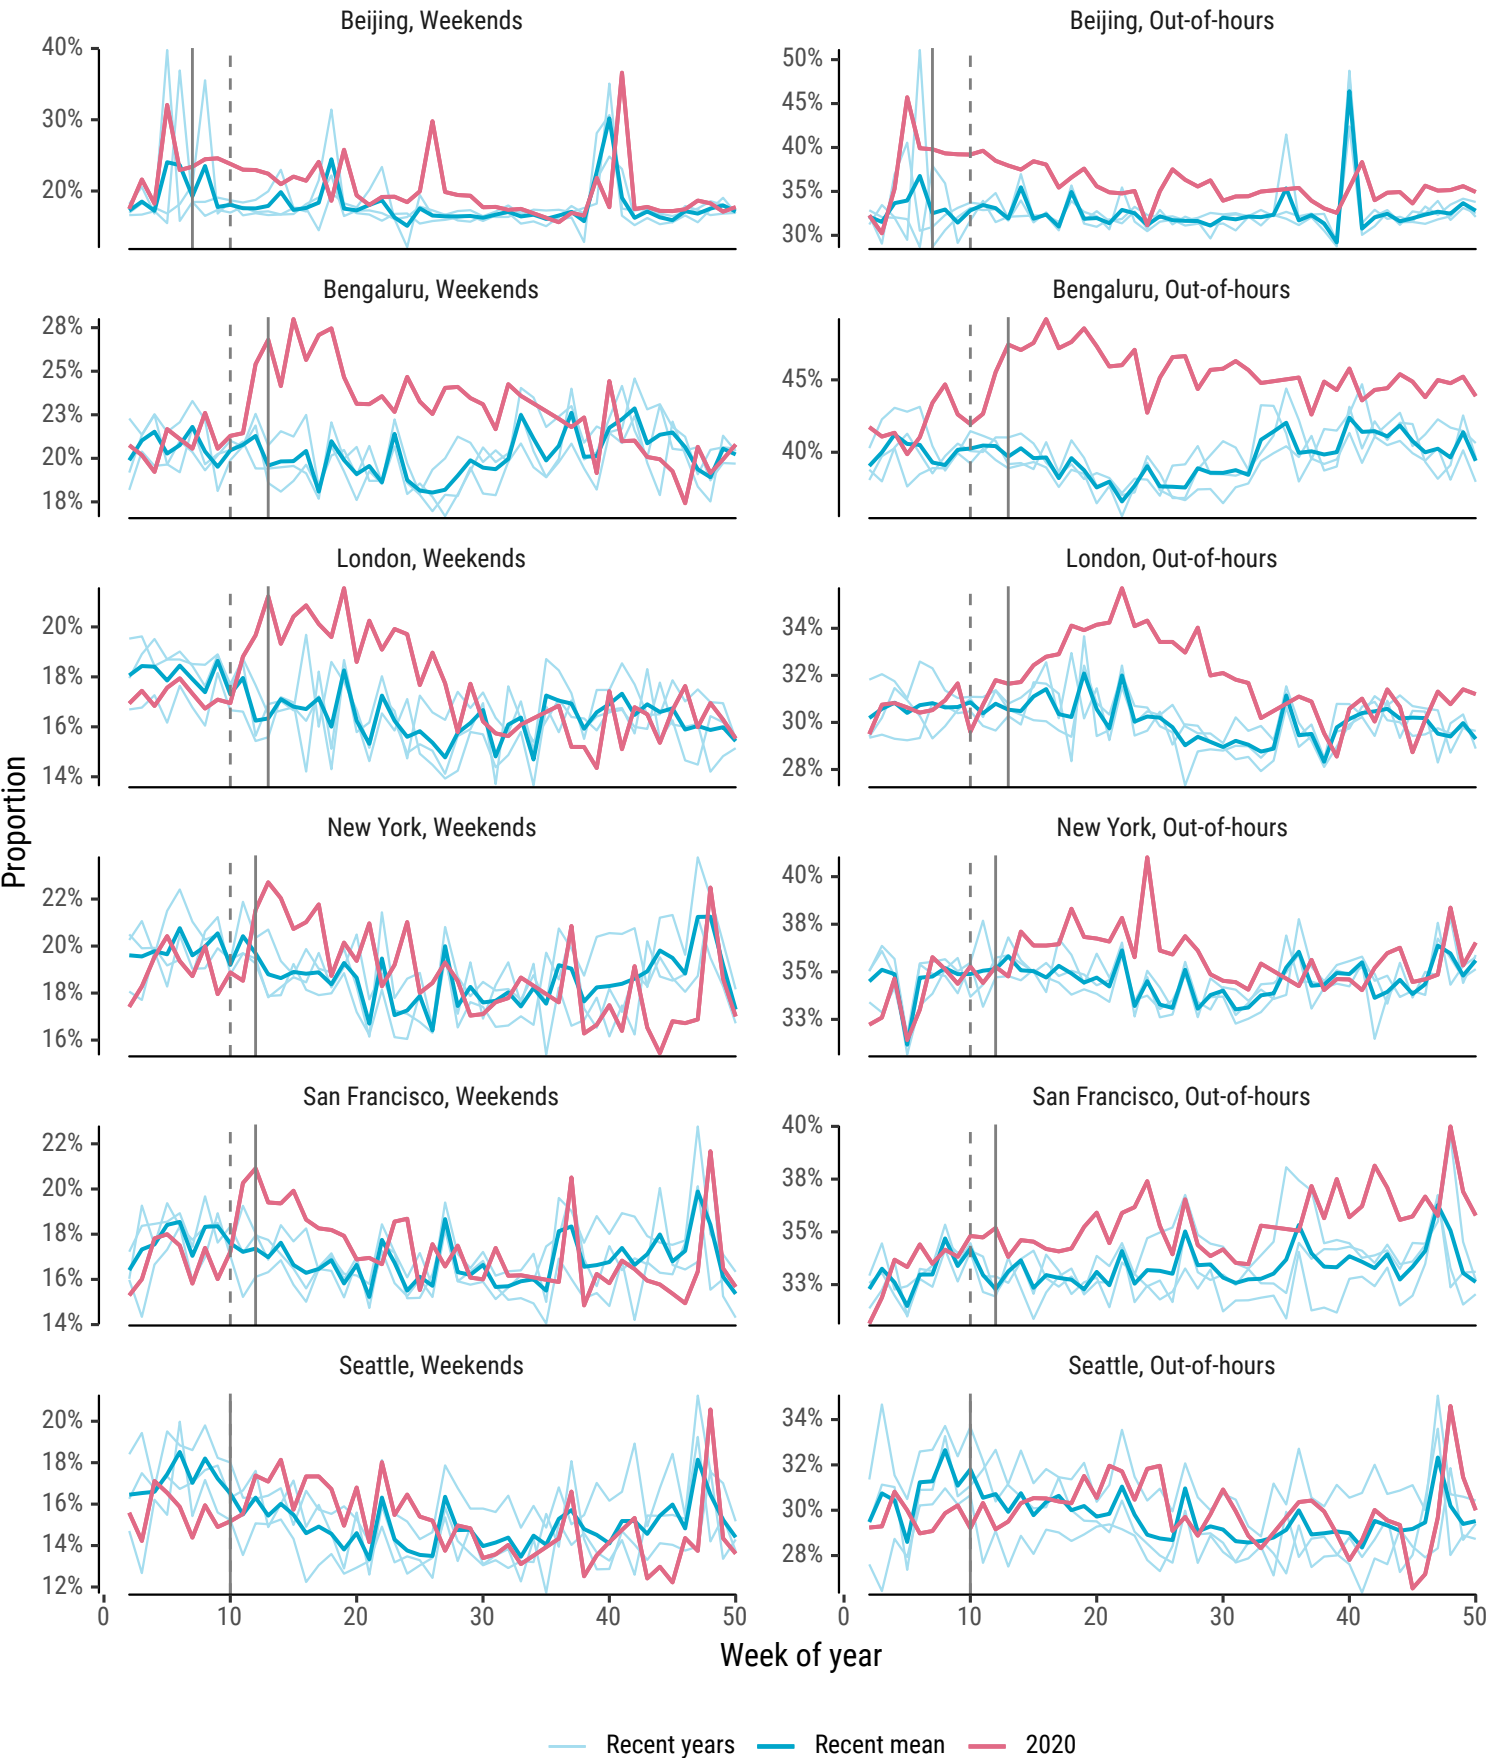 Beijing, Weekends
40%
30%
20%
Beijing, Out-of-hours
50%
45%
40%
35%
30%
Bengaluru, Weekends
28%
25%
23%
20%
18%
Bengaluru, Out-of-hours
45%
40%
London, Weekends
20%
18%
16%
14%
London, Out-of-hours
34%
32%
30%
28%
Proportion
New York, Weekends
22%
20%
18%
16%
New York, Out-of-hours
40%
38%
35%
33%
San Francisco, Weekends
22%
20%
18%
16%
14%
San Francisco, Out-of-hours
40%
38%
35%
33%
Seattle, Weekends
20%
18%
16%
14%
12%
0 10 20 30 40 50
Seattle, Out-of-hours
34%
32%
30%
28%
0 10 20 30 40 50
Week of year
Recent years Recent mean 2020